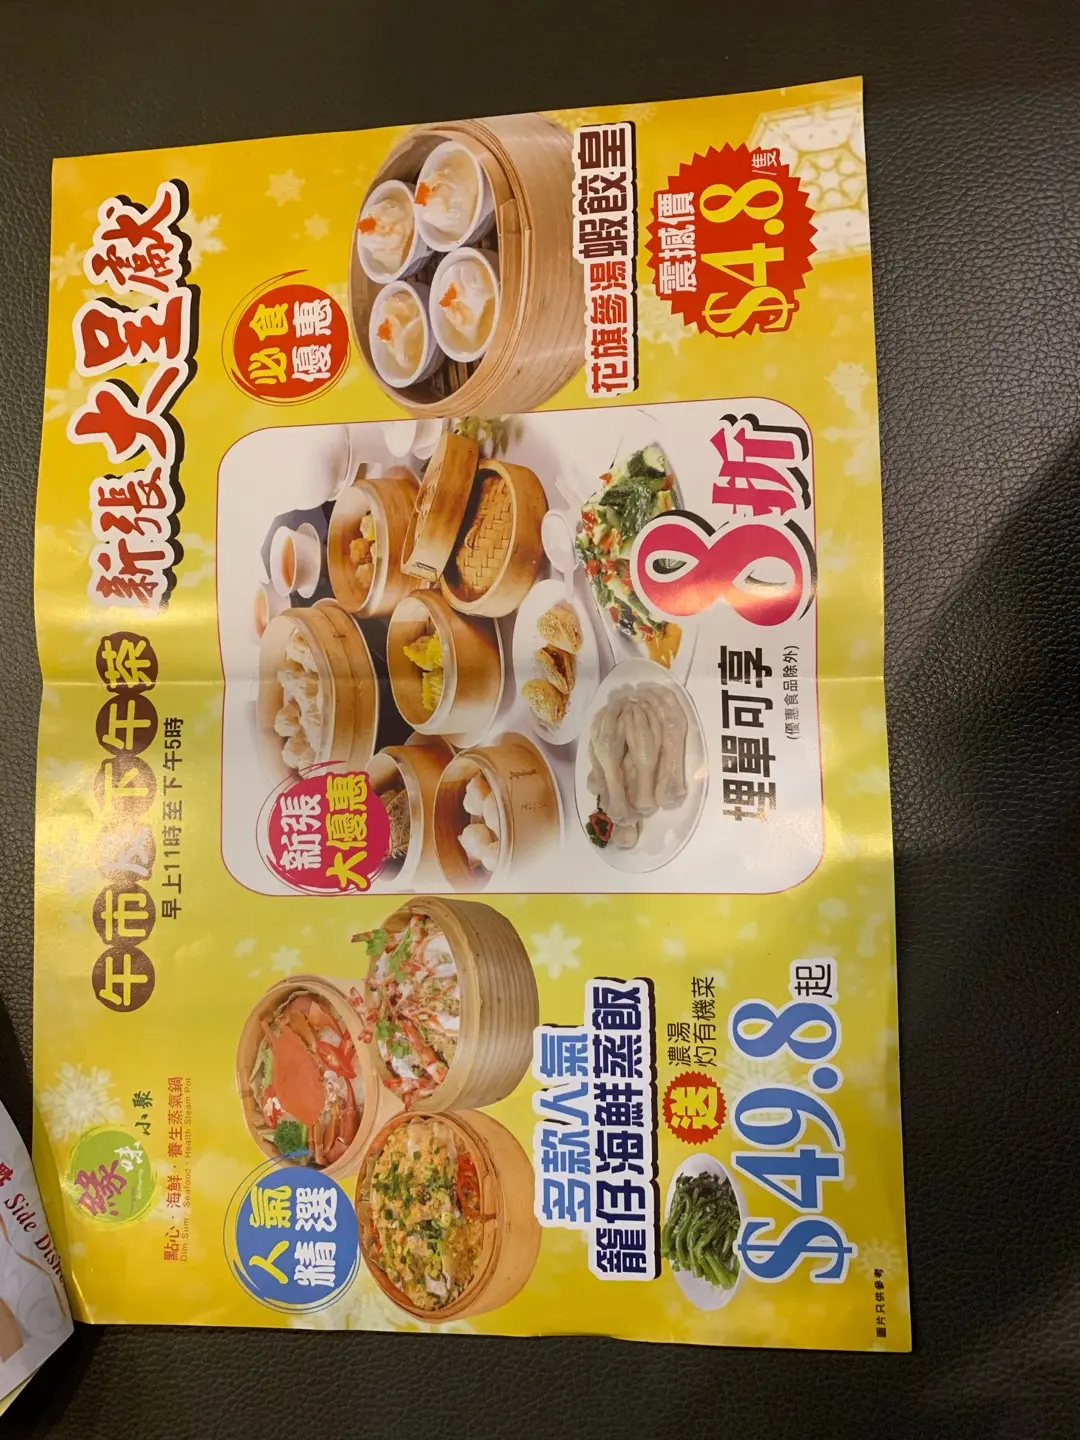 緣味
小聚
點心·海鮮·養生蒸氣鍋
Dim Sum · Seafood · Health Steam Pot
午市及下午茶
早上11時至下午5時
新張大呈獻
人氣
精選
多款人氣
籠仔海鮮蒸飯
送
濃湯
灼有機菜
$49.8起
新張
大優惠
埋單可享
8折
(優惠食品除外)
必食
優惠
花旗參湯蝦餃皇
震撼價
$4.8/隻
圖片只供參考
Side Dish